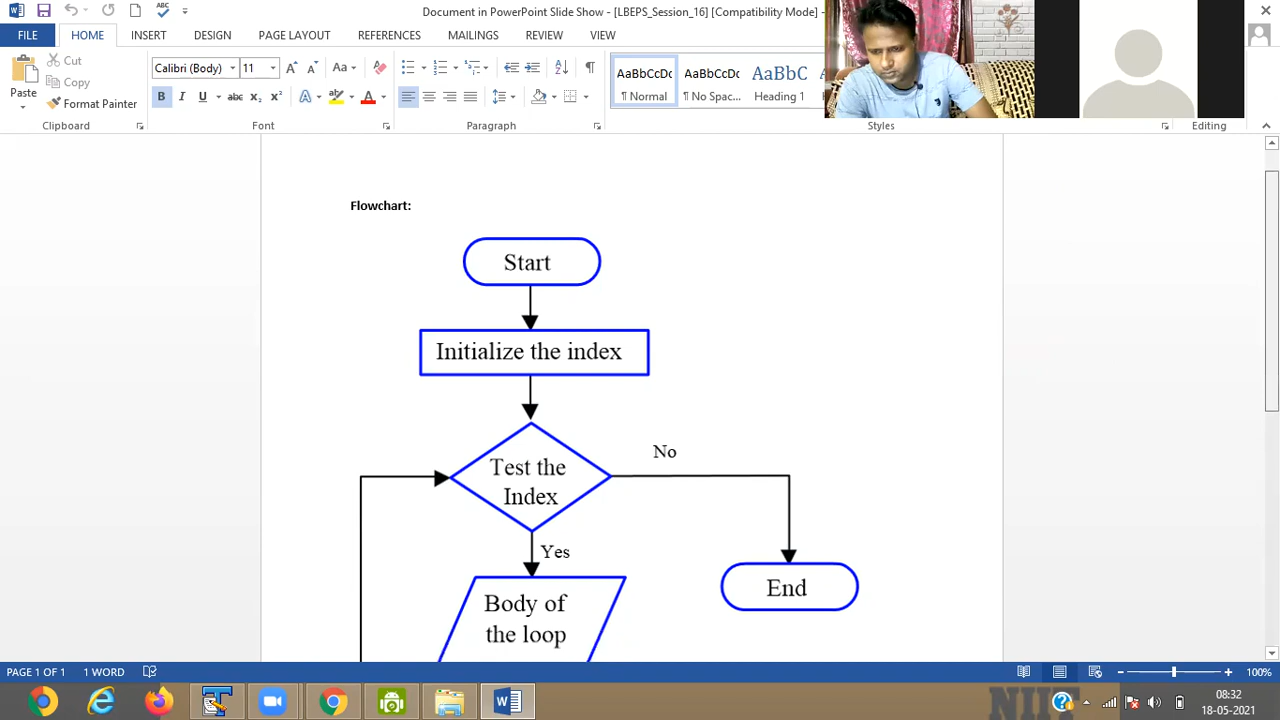 Document in PowerPoint Slide Show - [LBEPS_Session_16] [Compatibility Mode] -
FILE HOME INSERT DESIGN PAGE LAYOUT REFERENCES MAILINGS REVIEW VIEW
Cut
Copy
Format Painter
Paste
Clipboard
Calibri (Body) 11
Font
Paragraph
AaBbCcDc AaBbCcDc AaBbC
¶ Normal ¶ No Spac... Heading 1
Styles
Editing
Flowchart:
Start
Initialize the index
Test the
Index
No
Yes
End
Body of
the loop
PAGE 1 OF 1 1 WORD 100%
08:32
18-05-2021